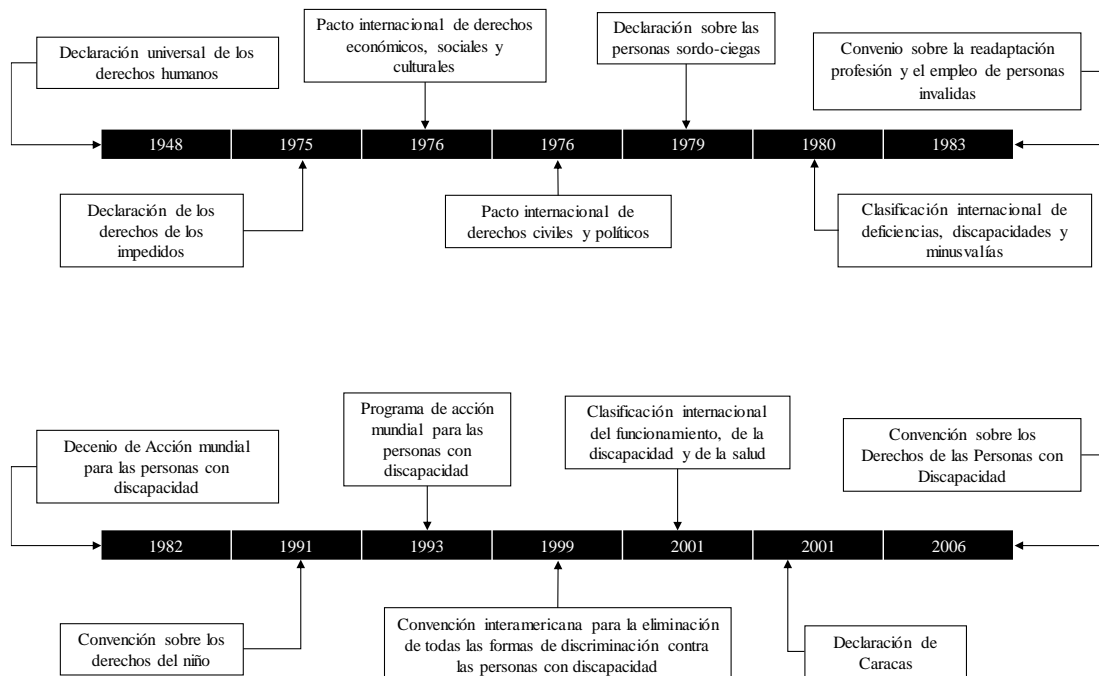 Declaración universal de los
derechos humanos
Pacto internacional de derechos
económicos, sociales y
culturales
Declaración sobre las
personas sordo-ciegas
Convenio sobre la readaptación
profesión y el empleo de personas
invalidas
1948 1975 1976 1976 1979 1980 1983
Declaración de los
derechos de los
impedidos
Pacto internacional de
derechos civiles y políticos
Clasificación internacional de
deficiencias, discapacidades y
minusvalías
Decenio de Acción mundial
para las personas con
discapacidad
Programa de acción
mundial para las
personas con
discapacidad
Clasificación internacional
del funcionamiento, de la
discapacidad y de la salud
Convención sobre los
Derechos de las Personas con
Discapacidad
1982 1991 1993 1999 2001 2001 2006
Convención sobre los
derechos del niño
Convención interamericana para la eliminación
de todas las formas de discriminación contra
las personas con discapacidad
Declaración de
Caracas